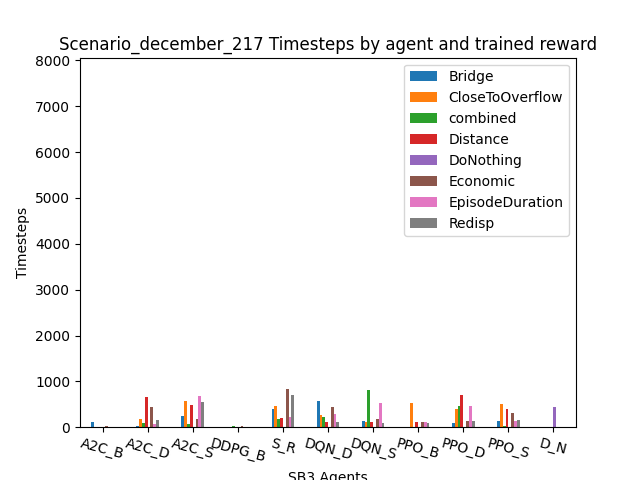 Scenario_december_217 Timesteps by agent and trained reward
8000
7000
6000
5000
4000
3000
2000
1000
0
Timesteps
Bridge
CloseToOverflow
combined
Distance
DoNothing
Economic
EpisodeDuration
Redisp
A2C_B
A2C_D
A2C_S
DDPG_B
S_R
DQN_D
DQN_S
PPO_B
PPO_D
PPO_S
D_N
SB3 Agents